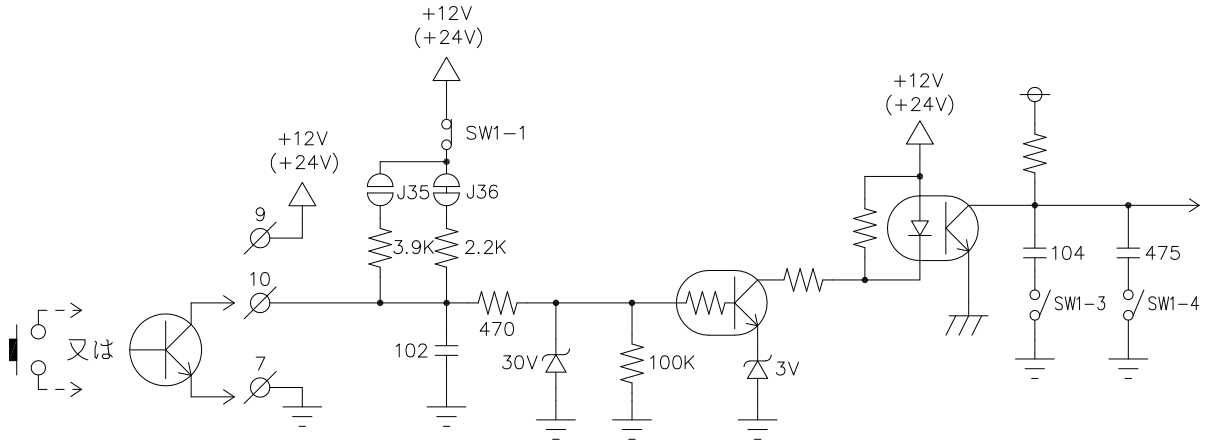 +12V
(+24V)
SW1-1
+12V
(+24V)
+12V
(+24V)
J35
J36
9
3.9K
2.2K
10
104
475
SW1-3
SW1-4
470
又は
102
30V
100K
3V
7